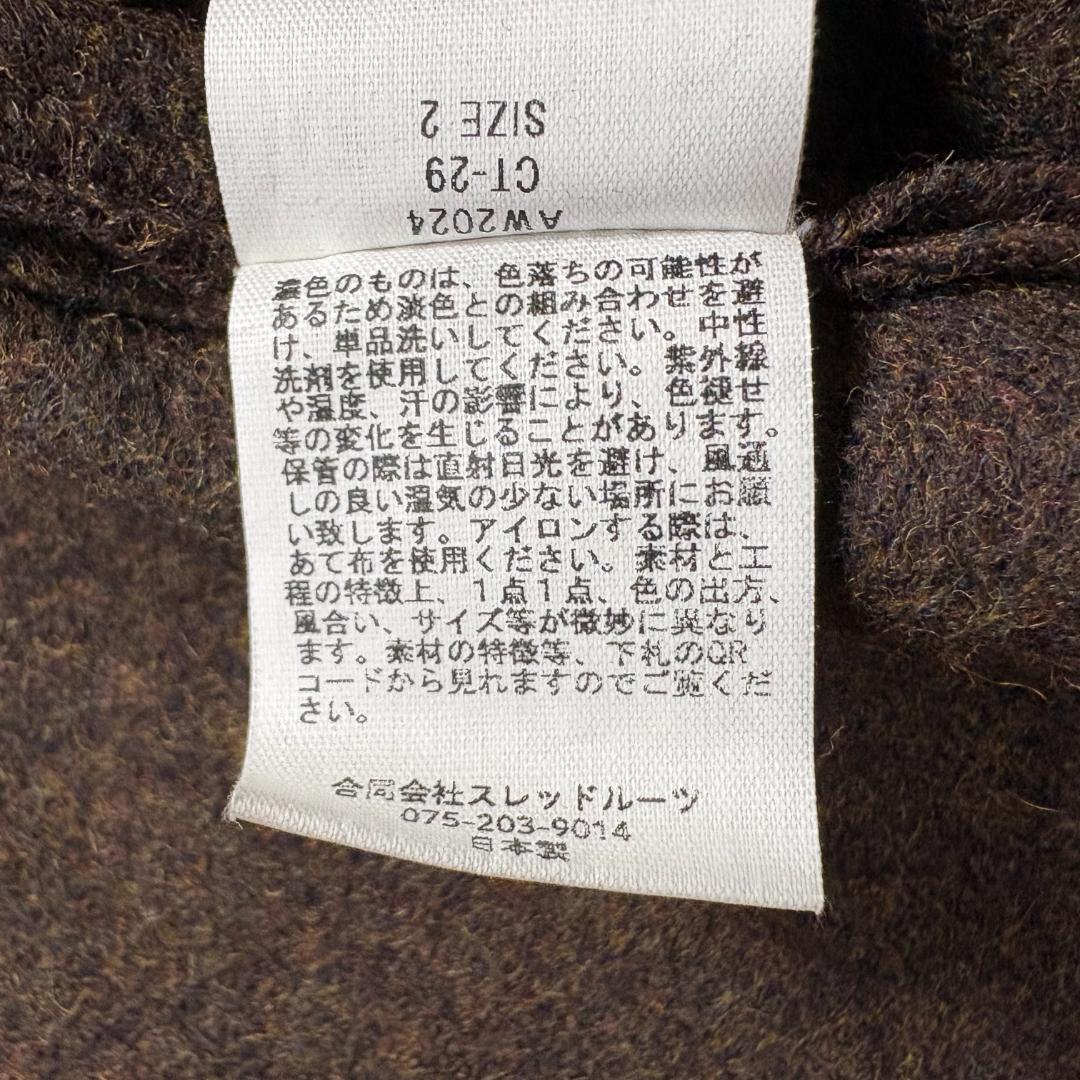 SIZE 2
CT-29
AW2024
濃色のものは、色落ちの可能性が
あるため淡色との組み合わせを避
け、単品洗いしてください。中性
洗剤を使用してください。紫外線
や湿度、汗の影響により、色褪せ
等の変化を生じることがあります。
保管の際は直射日光を避け、風通
しの良い湿気の少ない場所にお願
い致します。アイロンする際は、
あて布を使用ください。素材と工
程の特徴上、1点1点、色の出方、
風合い、サイズ等が微妙に異なり
ます。素材の特徴等、下札のQR
コードから見れますのでご覧くだ
さい。
合同会社スレッドルーツ
075-203-9014
日本製